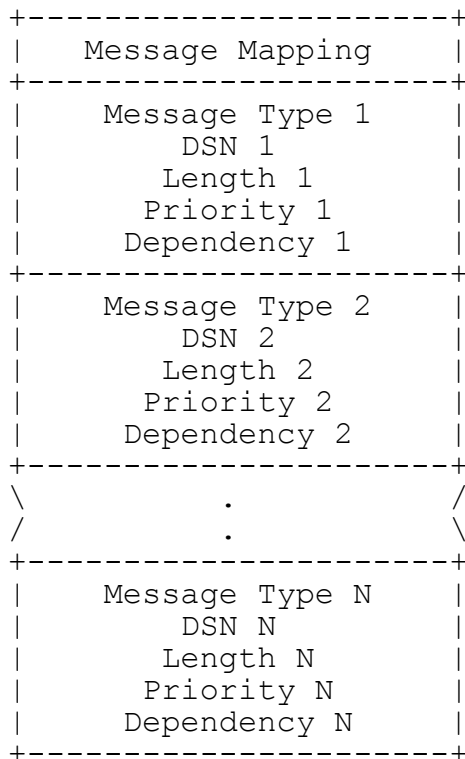 +----------------------+
|   Message Mapping    |
+----------------------+
|    Message Type 1    |
|        DSN 1         |
|       Length 1       |
|      Priority 1      |
|     Dependency 1     |
+----------------------+
|    Message Type 2    |
|        DSN 2         |
|       Length 2       |
|      Priority 2      |
|     Dependency 2     |
+----------------------+
\          .           /
/          .           \
+----------------------+
|    Message Type N    |
|        DSN N         |
|       Length N       |
|      Priority N      |
|     Dependency N     |
+----------------------+